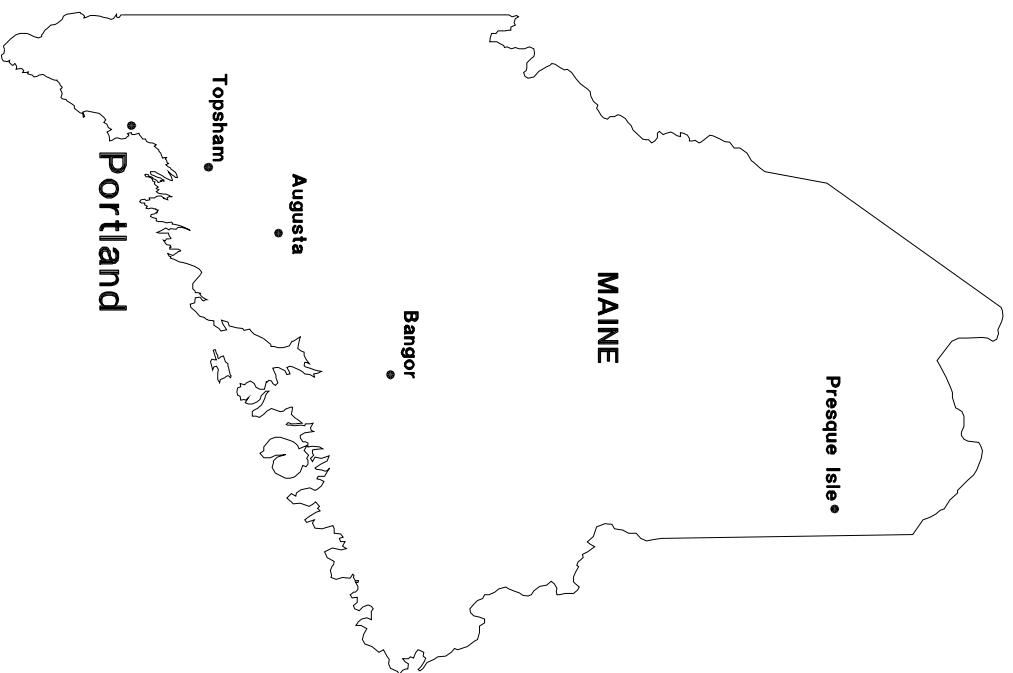 Presque Isle
MAINE
Bangor
Augusta
Topsham
Portland